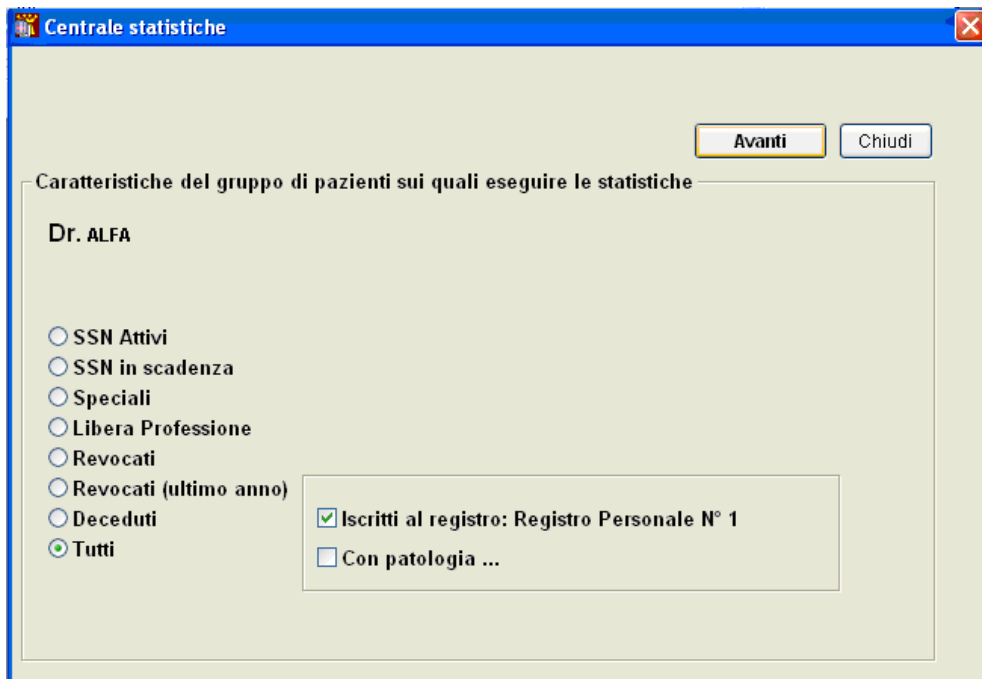 Centrale statistiche
Avanti
Chiudi
Caratteristiche del gruppo di pazienti sui quali eseguire le statistiche
Dr. ALFA
SSN Attivi
SSN in scadenza
Speciali
Libera Professione
Revocati
Revocati (ultimo anno)
Deceduti
Tutti
Iscritti al registro: Registro Personale N° 1
Con patologia ...